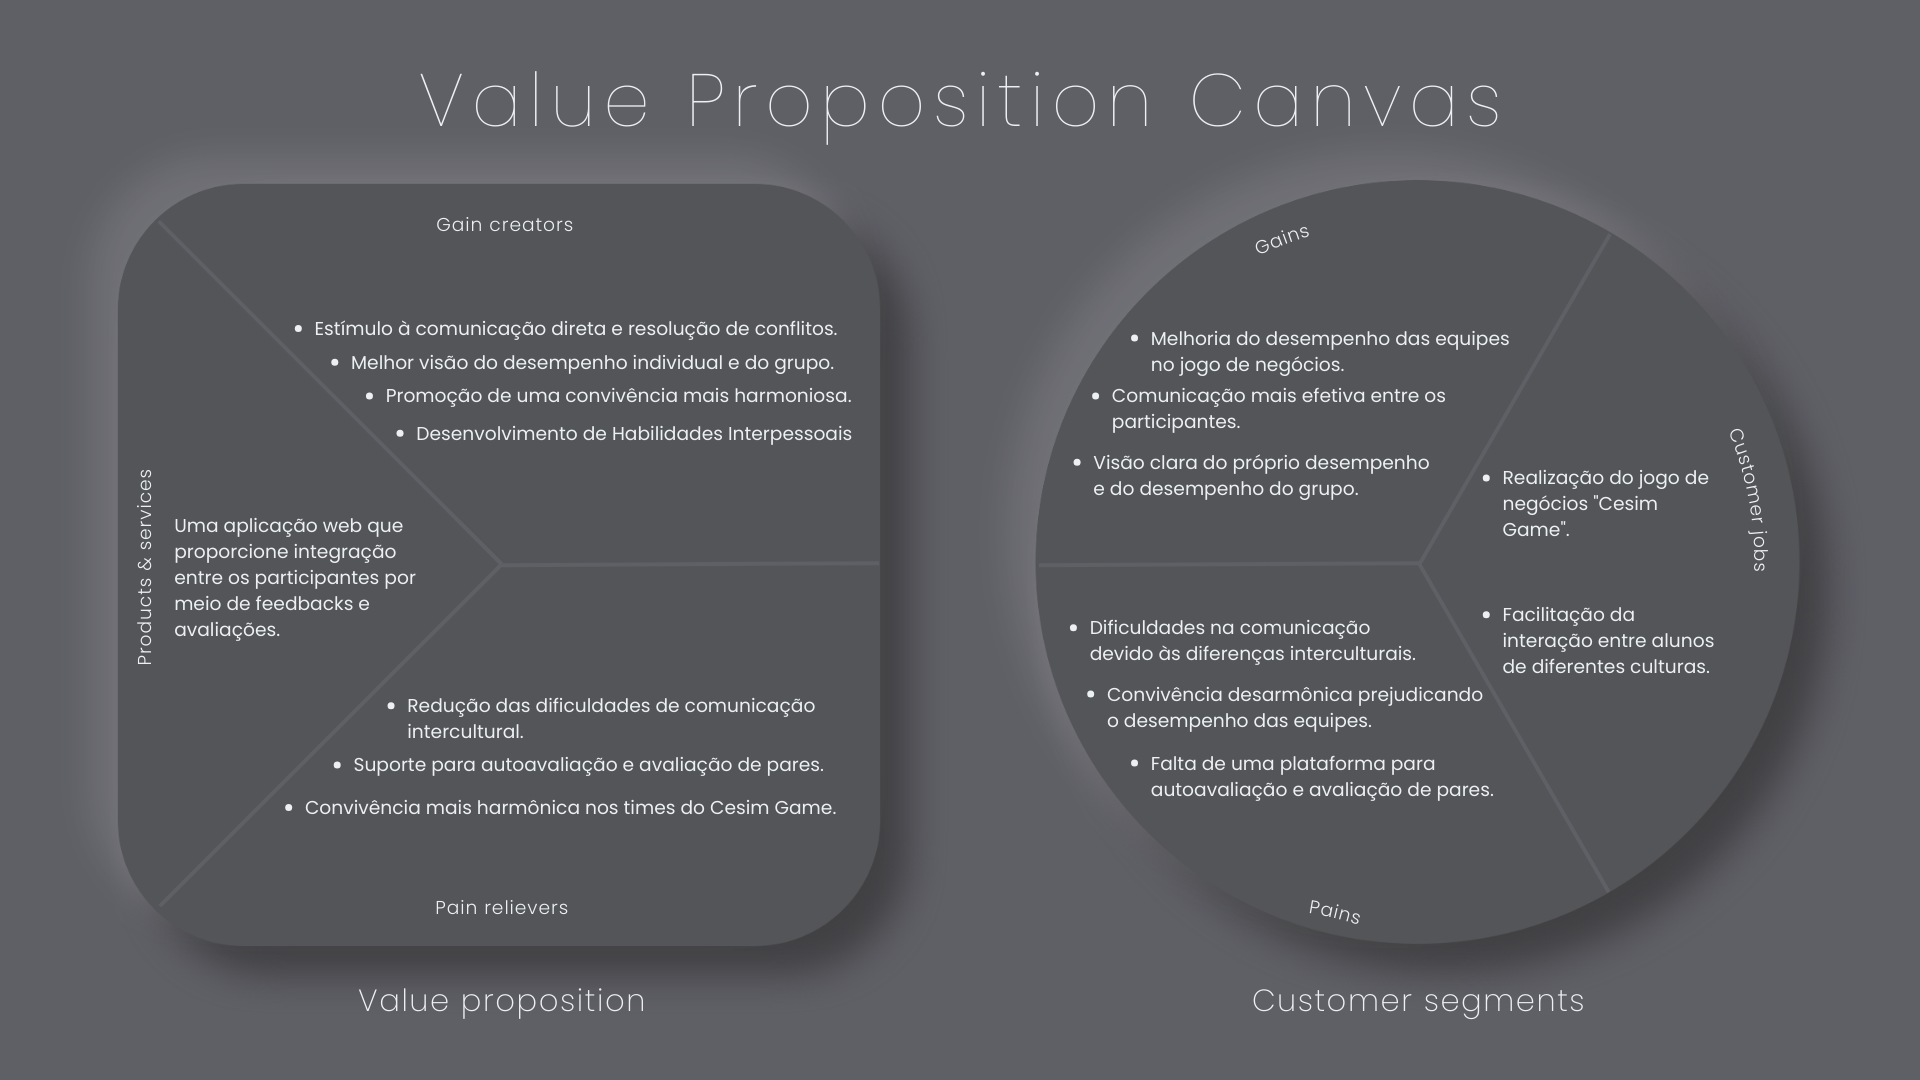 Value Proposition Canvas
Gain creators
• Estímulo à comunicação direta e resolução de conflitos.
• Melhor visão do desempenho individual e do grupo.
• Promoção de uma convivência mais harmoniosa.
• Desenvolvimento de Habilidades Interpessoais
Products & services
Uma aplicação web que
proporcione integração
entre os participantes por
meio de feedbacks e
avaliações.
• Redução das dificuldades de comunicação
intercultural.
• Suporte para autoavaliação e avaliação de pares.
• Convivência mais harmônica nos times do Cesim Game.
Pain relievers
Value proposition
Gains
• Melhoria do desempenho das equipes
no jogo de negócios.
• Comunicação mais efetiva entre os
participantes.
• Visão clara do próprio desempenho
e do desempenho do grupo.
Customer jobs
• Realização do jogo de
negócios "Cesim
Game".
• Facilitação da
interação entre alunos
de diferentes culturas.
• Dificuldades na comunicação
devido às diferenças interculturais.
• Convivência desarmônica prejudicando
o desempenho das equipes.
• Falta de uma plataforma para
autoavaliação e avaliação de pares.
Pains
Customer segments